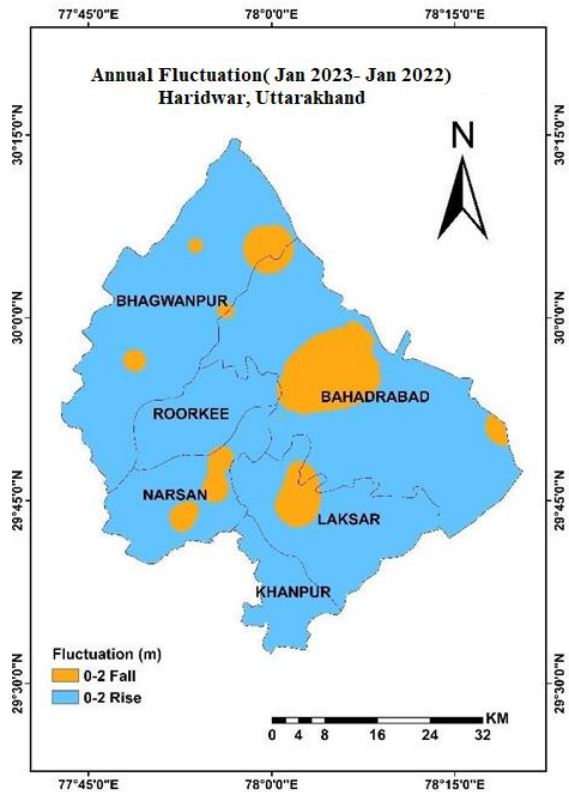 77°45'0"E 78°0'0"E 78°15'0"E
Annual Fluctuation( Jan 2023- Jan 2022)
Haridwar, Uttarakhand
30°15'0"N 30°15'0"N
N
BHAGWANPUR
30°0'0"N 30°0'0"N
BAHADRABAD
ROORKEE
NARSAN
29°45'0"N 29°45'0"N
LAKSAR
KHANPUR
Fluctuation (m)
0-2 Fall
0-2 Rise
29°30'0"N 29°30'0"N
KM
0 4 8 16 24 32
77°45'0"E 78°0'0"E 78°15'0"E